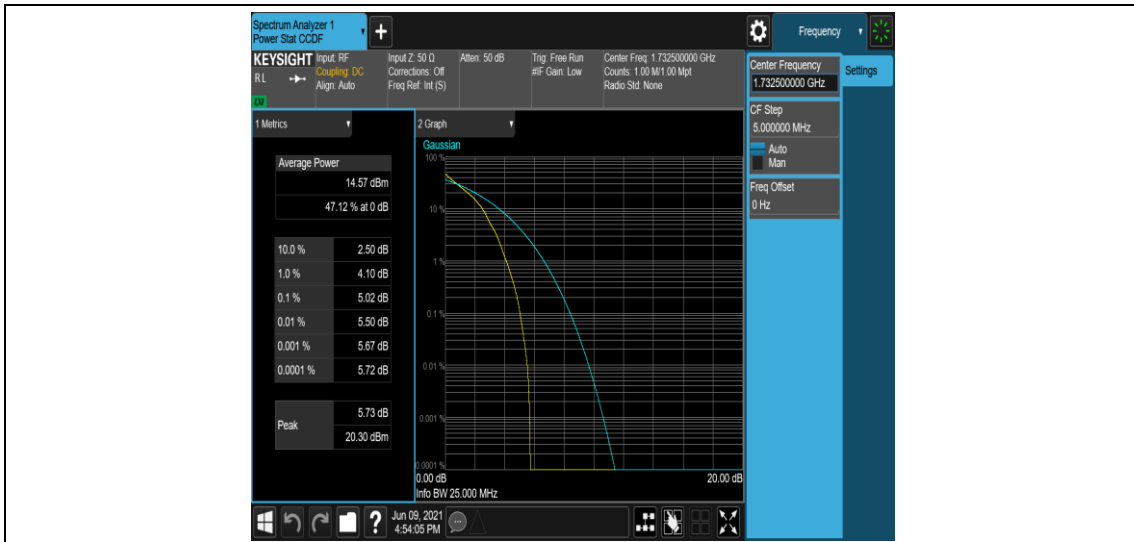 Spectrum Analyzer 1
Power Stat CCDF
+
Frequency
KEYSIGHT
RL
LXI
Input: RF
Coupling: DC
Align: Auto
Input Z: 50 Ω
Corrections: Off
Freq Ref: Int (S)
Atten: 50 dB
Trig: Free Run
#IF Gain: Low
Center Freq: 1.732500000 GHz
Counts: 1.00 M/1.00 Mpt
Radio Std: None
Center Frequency
1.732500000 GHz
Settings
CF Step
5.000000 MHz
Auto
Man
Freq Offset
0 Hz
1 Metrics
Average Power
14.57 dBm
47.12 % at 0 dB
10.0 % 2.50 dB
1.0 % 4.10 dB
0.1 % 5.02 dB
0.01 % 5.50 dB
0.001 % 5.67 dB
0.0001 % 5.72 dB
Peak 5.73 dB
20.30 dBm
2 Graph
Gaussian
100 %
10 %
1 %
0.1 %
0.01 %
0.001 %
0.0001 %
0.00 dB 20.00 dB
Info BW 25.000 MHz
?
Jun 09, 2021
4:54:05 PM